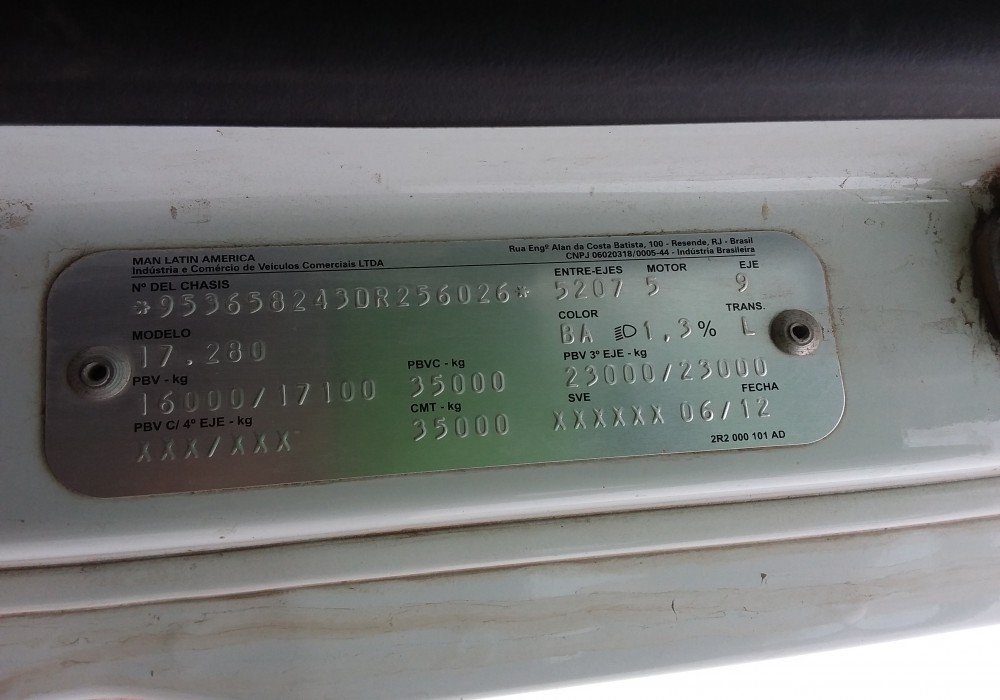 MAN LATIN AMERICA
Indústria e Comércio de Veículos Comerciais LTDA
Rua Engº Alan da Costa Batista, 100 - Resende, RJ - Brasil
CNPJ 06020318/0005-44 - Indústria Brasileira
Nº DEL CHASIS
*953658243DR256026*
ENTRE-EJES MOTOR EJE
5207 5 9
MODELO
17.280
COLOR TRANS.
BA 1,3% L
PBV - kg PBVC - kg PBV 3º EJE - kg
16000/17100 35000 23000/23000
PBV C/ 4º EJE - kg CMT - kg SVE FECHA
XXX/XXX 35000 XXXXXX 06/12
2R2 000 101 AD